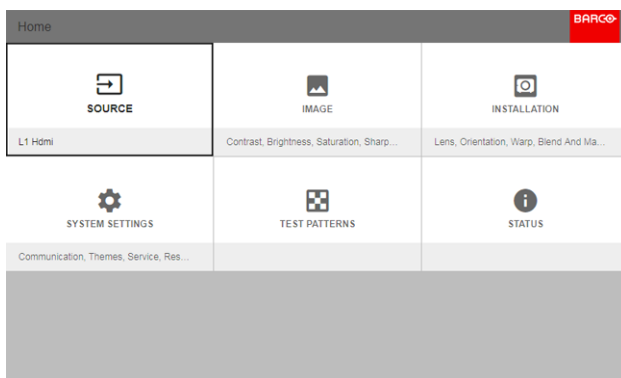 Home
BARCO
SOURCE
IMAGE
INSTALLATION
L1 Hdmi
Contrast, Brightness, Saturation, Sharp...
Lens, Orientation, Warp, Blend And Ma...
SYSTEM SETTINGS
TEST PATTERNS
STATUS
Communication, Themes, Service, Res...